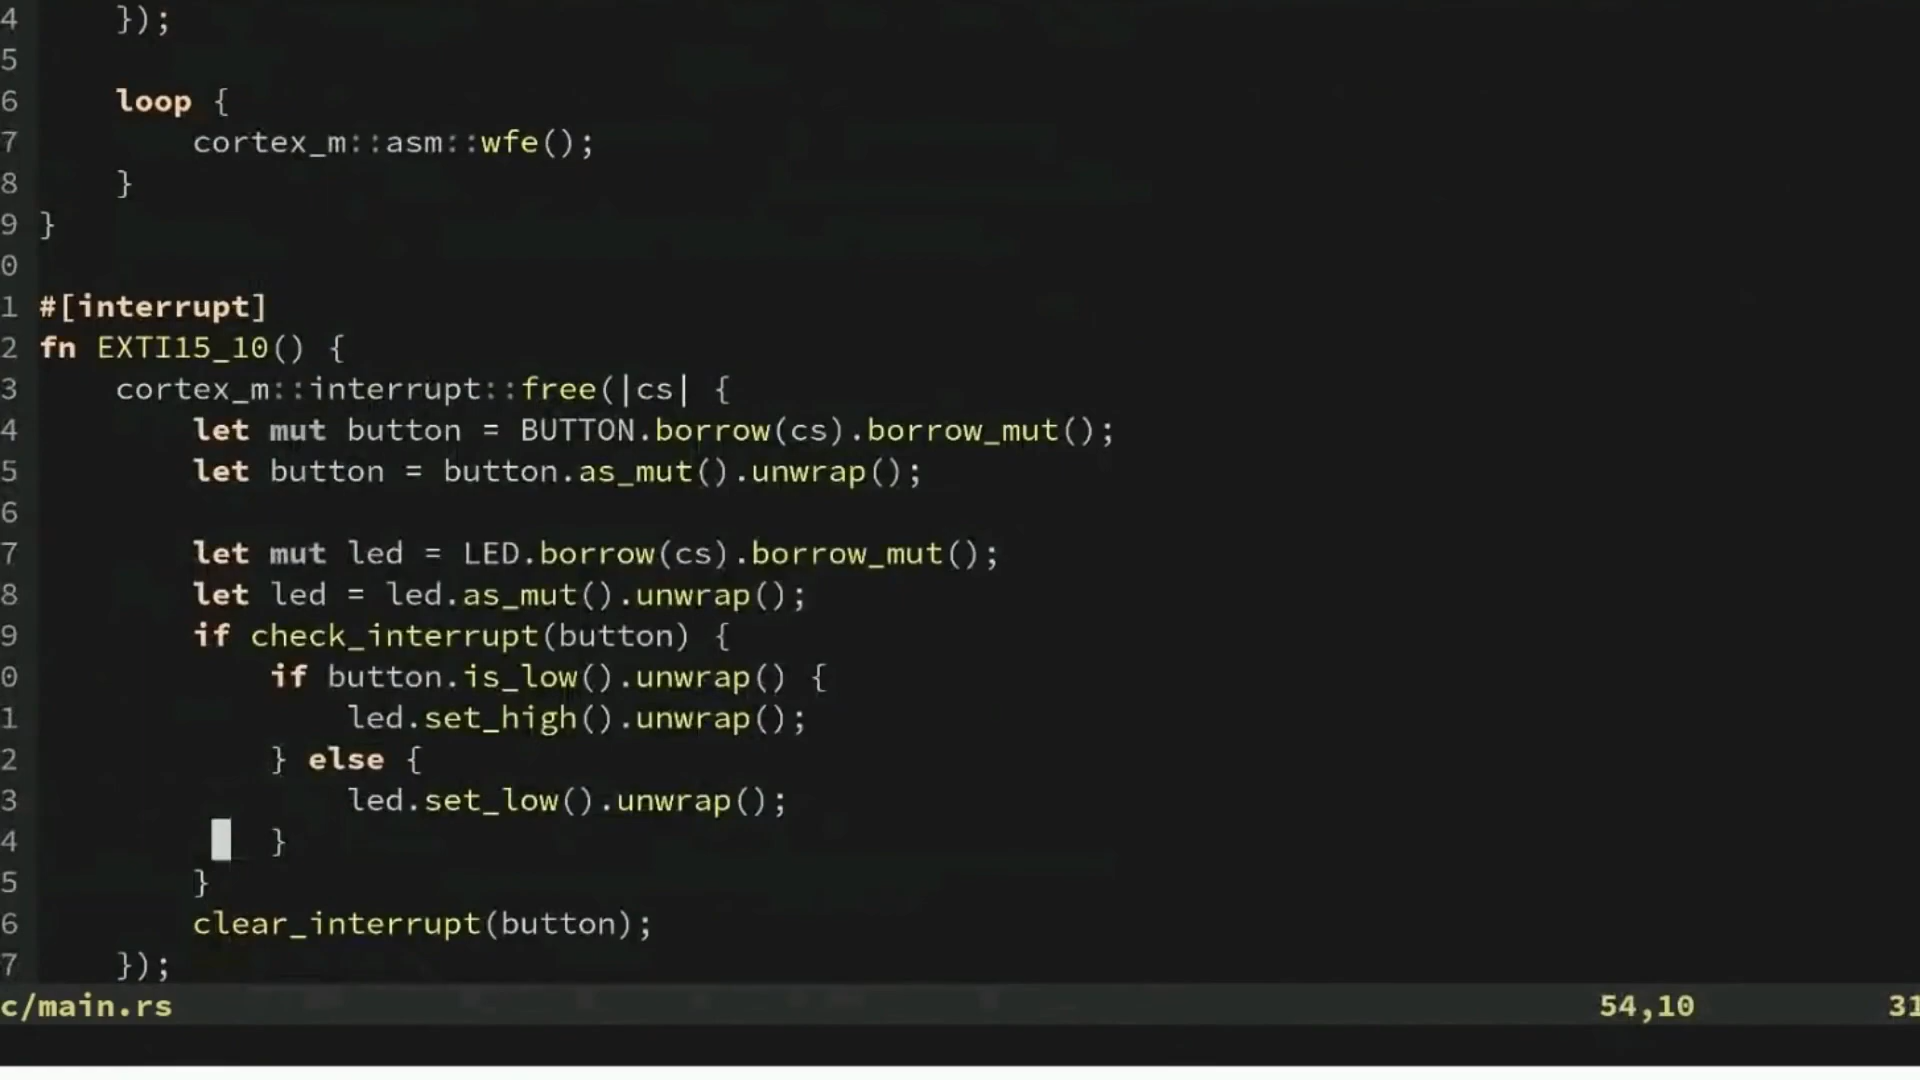 4     });
5
6     loop {
7         cortex_m::asm::wfe();
8     }
9 }
0
1 #[interrupt]
2 fn EXTI15_10() {
3     cortex_m::interrupt::free(|cs| {
4         let mut button = BUTTON.borrow(cs).borrow_mut();
5         let button = button.as_mut().unwrap();
6
7         let mut led = LED.borrow(cs).borrow_mut();
8         let led = led.as_mut().unwrap();
9         if check_interrupt(button) {
0             if button.is_low().unwrap() {
1                 led.set_high().unwrap();
2             } else {
3                 led.set_low().unwrap();
4             }
5         }
6         clear_interrupt(button);
7     });
c/main.rs 54,10 31